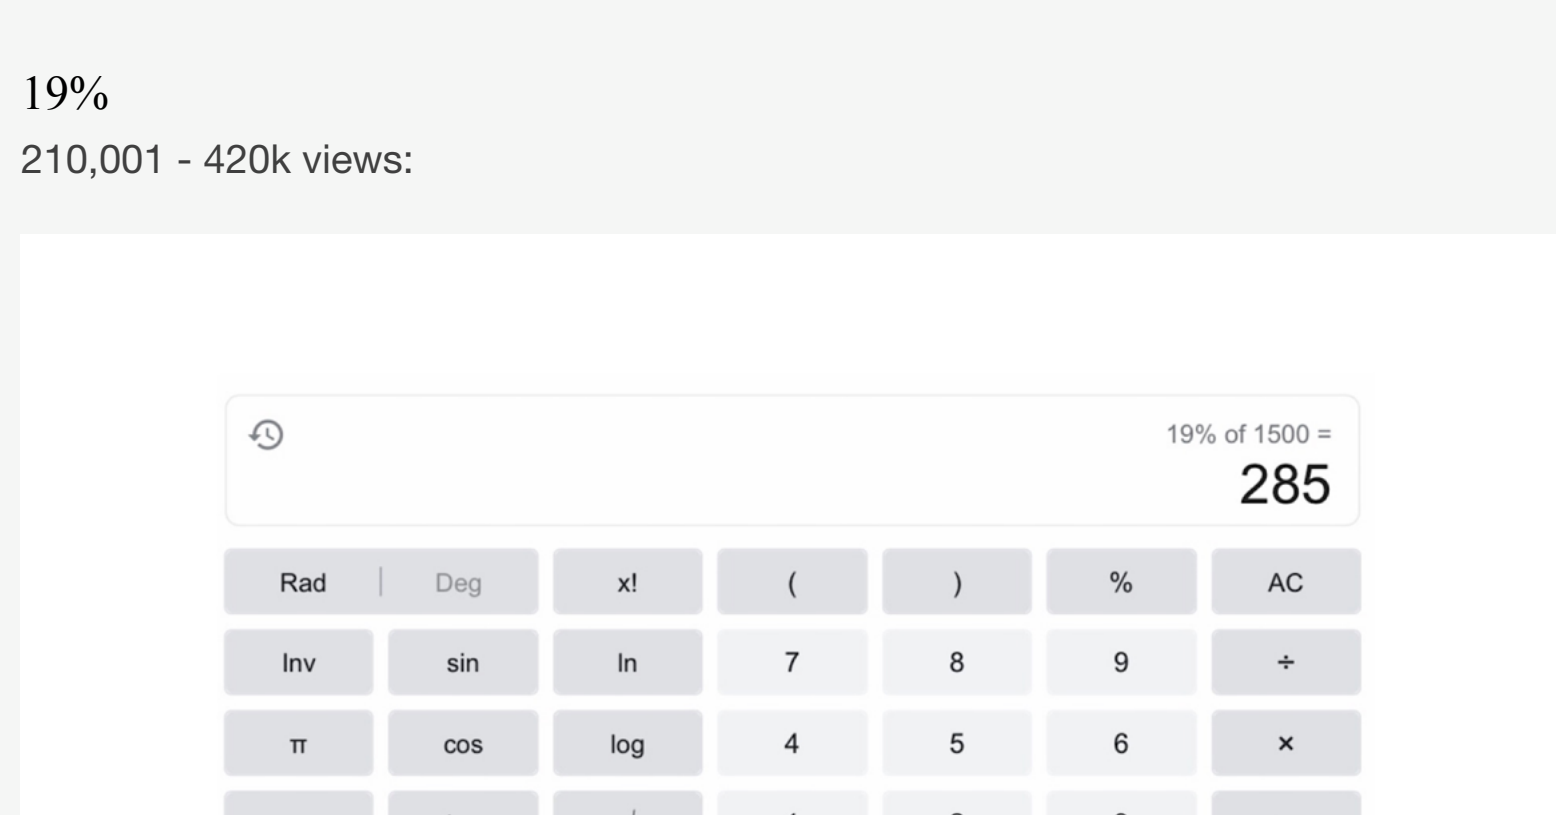 19%
210,001 - 420k views:
19% of 1500 =
285
Rad | Deg x! ( ) % AC
Inv sin ln 7 8 9 ÷
π cos log 4 5 6 ×